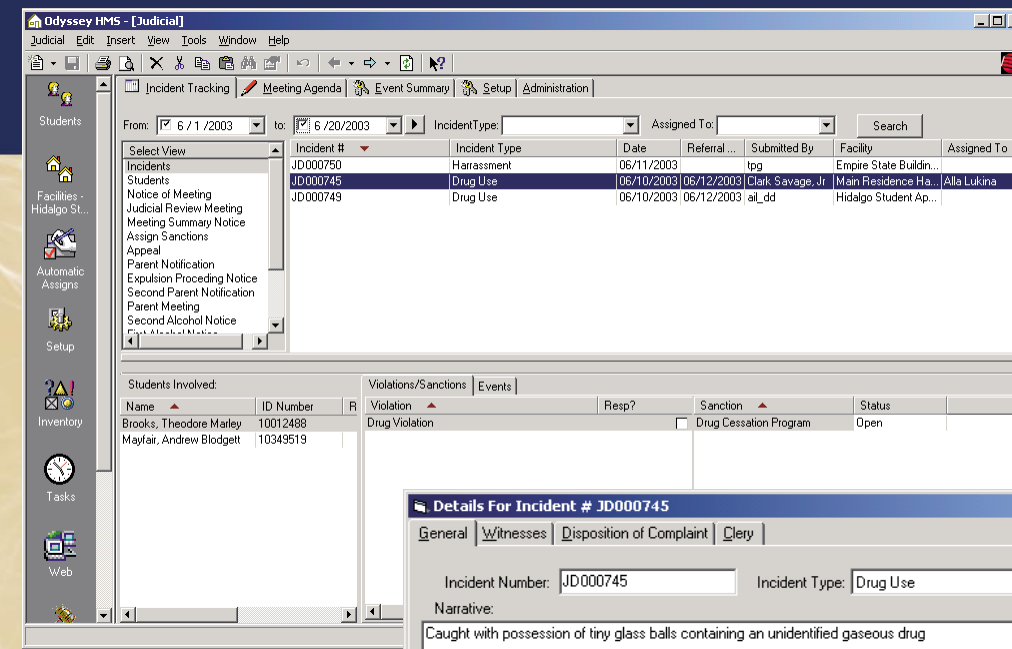 Odyssey HMS - [Judicial]
Judicial Edit Insert View Tools Window Help
Incident Tracking Meeting Agenda Event Summary Setup Administration
From: 6 / 1 /2003 to: 6 /20/2003 IncidentType: Assigned To: Search
Students
Facilities -
Hidalgo St...
Automatic
Assigns
Setup
Inventory
Tasks
Web
Select View
Incidents
Students
Notice of Meeting
Judicial Review Meeting
Meeting Summary Notice
Assign Sanctions
Appeal
Parent Notification
Expulsion Proceding Notice
Second Parent Notification
Parent Meeting
Second Alcohol Notice
First Alcohol Notice
Incident # Incident Type Date Referral ... Submitted By Facility Assigned To
JD000750 Harrassment 06/11/2003 tpg Empire State Buildin...
JD000745 Drug Use 06/10/2003 06/12/2003 Clark Savage, Jr Main Residence Ha... Alla Lukina
JD000749 Drug Use 06/10/2003 06/12/2003 ail_dd Hidalgo Student Ap...
Students Involved:
Name ID Number R
Brooks, Theodore Marley 10012488
Mayfair, Andrew Blodgett 10349519
Violations/Sanctions Events
Violation Resp? Sanction Status
Drug Violation Drug Cessation Program Open
Details For Incident # JD000745
General Witnesses Disposition of Complaint Clery
Incident Number: JD000745 Incident Type: Drug Use
Narrative:
Caught with possession of tiny glass balls containing an unidentified gaseous drug